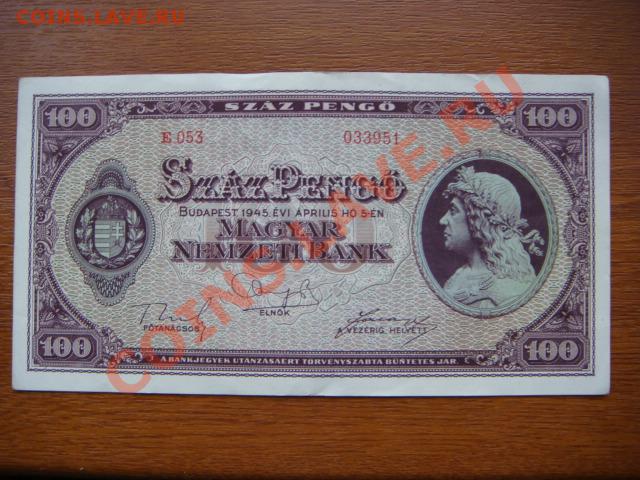 COINS.LAVE.RU
100 SZÁZ PENGŐ 100
E 053 033951
SZÁZ PENGŐ
BUDAPEST 1945 ÉVI ÁPRILIS HÓ 5-ÉN
MAGYAR
NEMZETI BANK
FŐTANÁCSOS ELNÖK A VEZÉRIG. HELYETT
100 A BANKJEGYEK UTÁNZÁSÁÉRT TÖRVÉNYSZABTA BÜNTETÉS JÁR. 100
COINS.LAVE.RU